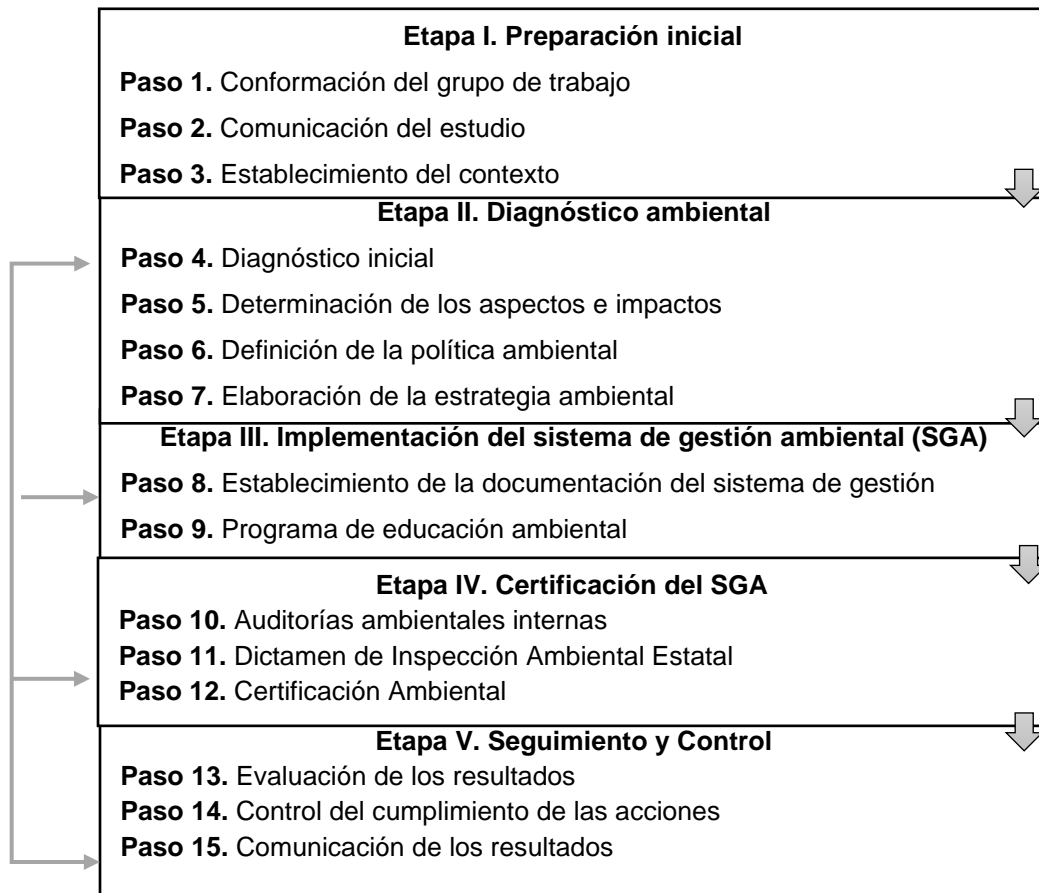 Etapa I. Preparación inicial
Paso 1. Conformación del grupo de trabajo
Paso 2. Comunicación del estudio
Paso 3. Establecimiento del contexto
Etapa II. Diagnóstico ambiental
Paso 4. Diagnóstico inicial
Paso 5. Determinación de los aspectos e impactos
Paso 6. Definición de la política ambiental
Paso 7. Elaboración de la estrategia ambiental
Etapa III. Implementación del sistema de gestión ambiental (SGA)
Paso 8. Establecimiento de la documentación del sistema de gestión
Paso 9. Programa de educación ambiental
Etapa IV. Certificación del SGA
Paso 10. Auditorías ambientales internas
Paso 11. Dictamen de Inspección Ambiental Estatal
Paso 12. Certificación Ambiental
Etapa V. Seguimiento y Control
Paso 13. Evaluación de los resultados
Paso 14. Control del cumplimiento de las acciones
Paso 15. Comunicación de los resultados